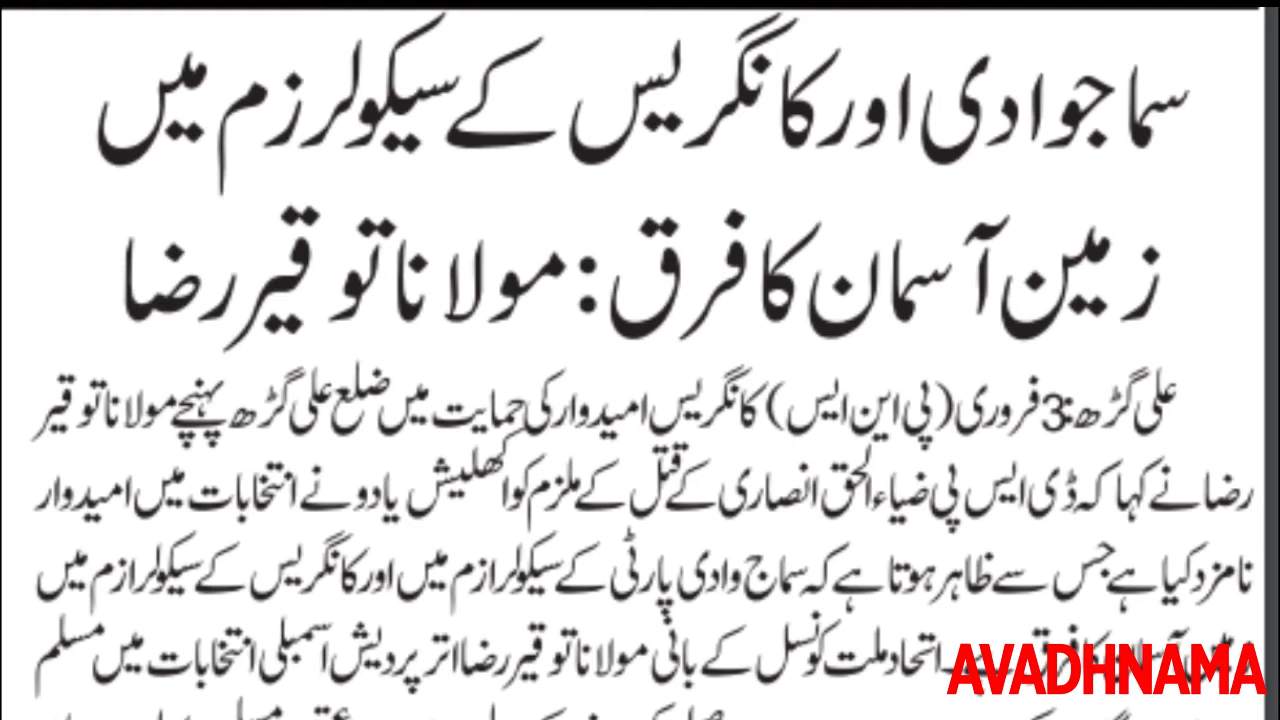 سماجوادی اور کانگریس کے سیکولرزم میں
زمین آسمان کا فرق: مولانا توقیر رضا
علی گڑھ:3 فروری (پی این ایس) کانگریس امیدوار کی حمایت میں ضلع علی گڑھ پہنچے مولانا توقیر
رضا نے کہا کہ ڈی ایس پی ضیاء الحق انصاری کے قتل کے ملزم کو اکھلیش یادو نے انتخابات میں امیدوار
نامزد کیا ہے جس سے ظاہر ہوتا ہے کہ سماج وادی پارٹی کے سیکولرازم میں اور کانگریس کے سیکولرازم میں
اتحاد ملت کونسل کے بانی مولانا توقیر رضا اتر پردیش اسمبلی انتخابات میں مسلم
AVADHNAMA